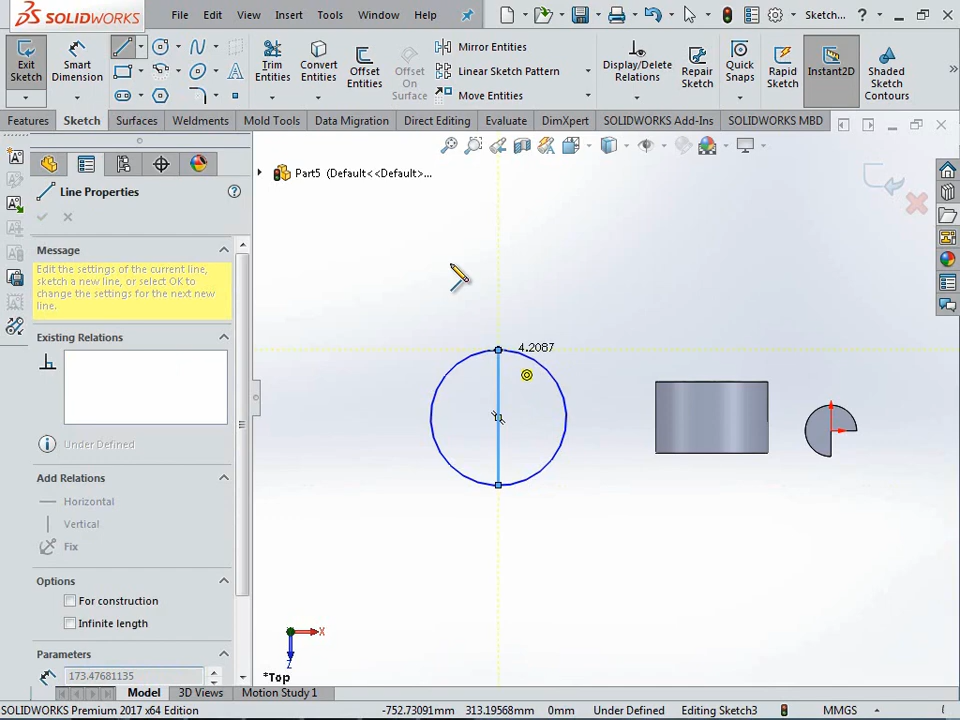 SOLIDWORKS File Edit View Insert Tools Window Help Sketch... ?
Exit Sketch
Smart Dimension
Trim Entities
Convert Entities
Offset Entities
Offset On Surface
Mirror Entities
Linear Sketch Pattern
Move Entities
Display/Delete Relations
Repair Sketch
Quick Snaps
Rapid Sketch
Instant2D
Shaded Sketch Contours
Features Sketch Surfaces Weldments Mold Tools Data Migration Direct Editing Evaluate DimXpert SOLIDWORKS Add-Ins SOLIDWORKS MBD
Part5 (Default<<Default>...
Line Properties
Message
Edit the settings of the current line,
sketch a new line, or select OK to
change the settings for the next new
line.
Existing Relations
Under Defined
Add Relations
Horizontal
Vertical
Fix
Options
For construction
Infinite length
Parameters
173.47681135
4.2087
X
Z
*Top
Model 3D Views Motion Study 1
SOLIDWORKS Premium 2017 x64 Edition -752.73091mm 313.19568mm 0mm Under Defined Editing Sketch3 MMGS